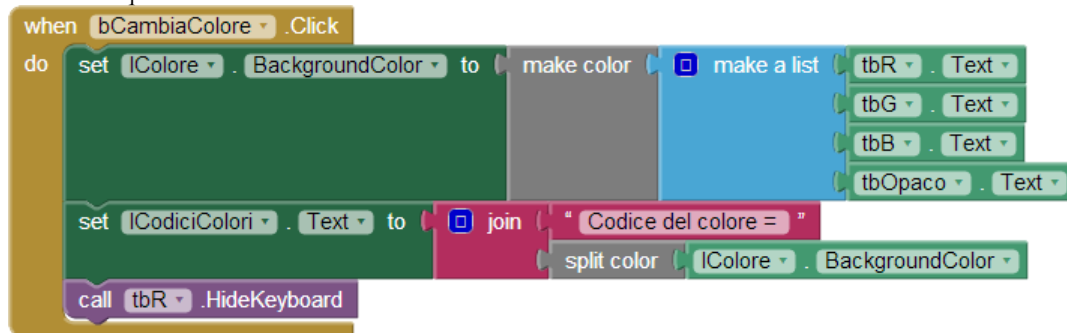 when bCambiaColore .Click
do set lColore . BackgroundColor to make color make a list tbR . Text
tbG . Text
tbB . Text
tbOpaco . Text
set lCodiciColori . Text to join " Codice del colore = "
split color lColore . BackgroundColor
call tbR .HideKeyboard